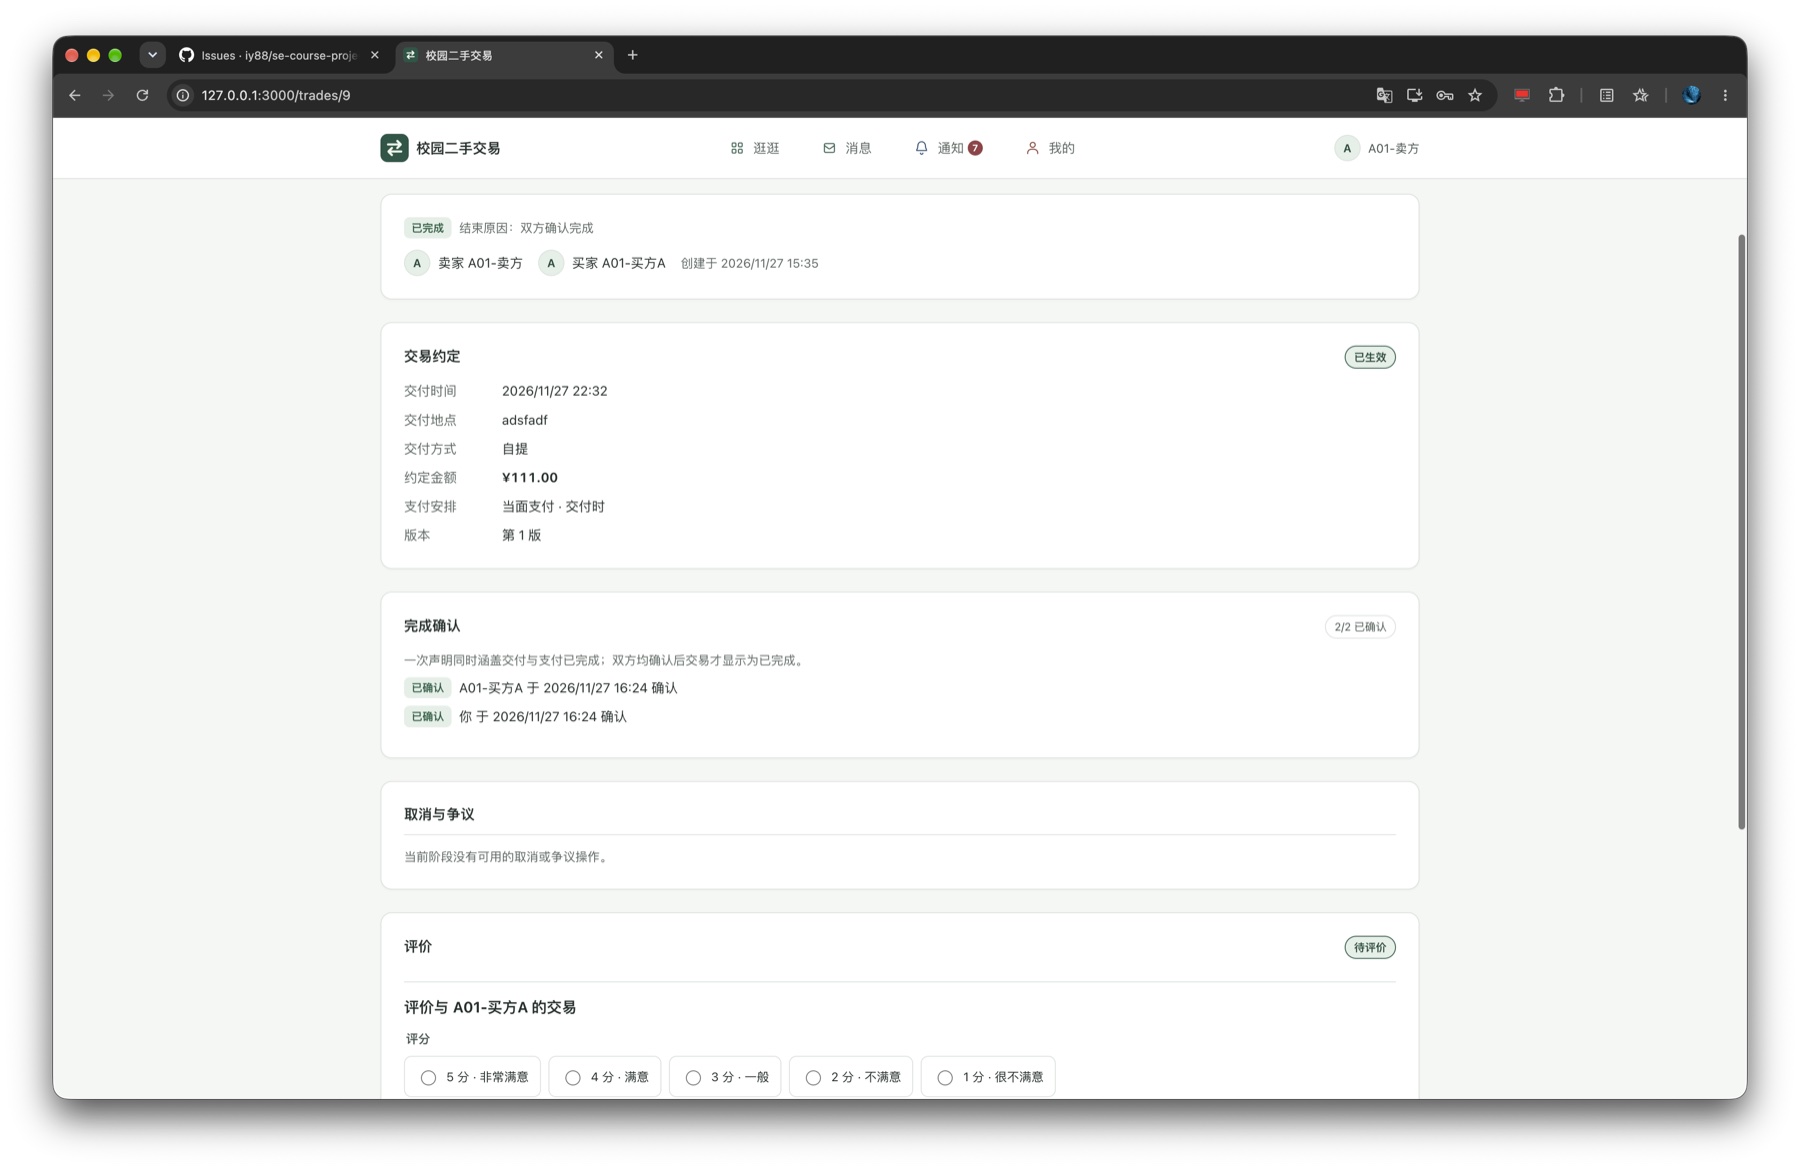 Issues · iy88/se-course-proje
校园二手交易
127.0.0.1:3000/trades/9
校园二手交易
逛逛
消息
通知 7
我的
A A01-卖方
已完成 结束原因：双方确认完成
A 卖家 A01-卖方 A 买家 A01-买方A 创建于 2026/11/27 15:35
交易约定 已生效
交付时间 2026/11/27 22:32
交付地点 adsfadf
交付方式 自提
约定金额 ¥111.00
支付安排 当面支付 · 交付时
版本 第 1 版
完成确认 2/2 已确认
一次声明同时涵盖交付与支付已完成；双方均确认后交易才显示为已完成。
已确认 A01-买方A 于 2026/11/27 16:24 确认
已确认 你 于 2026/11/27 16:24 确认
取消与争议
当前阶段没有可用的取消或争议操作。
评价 待评价
评价与 A01-买方A 的交易
评分
5 分 · 非常满意 4 分 · 满意 3 分 · 一般 2 分 · 不满意 1 分 · 很不满意